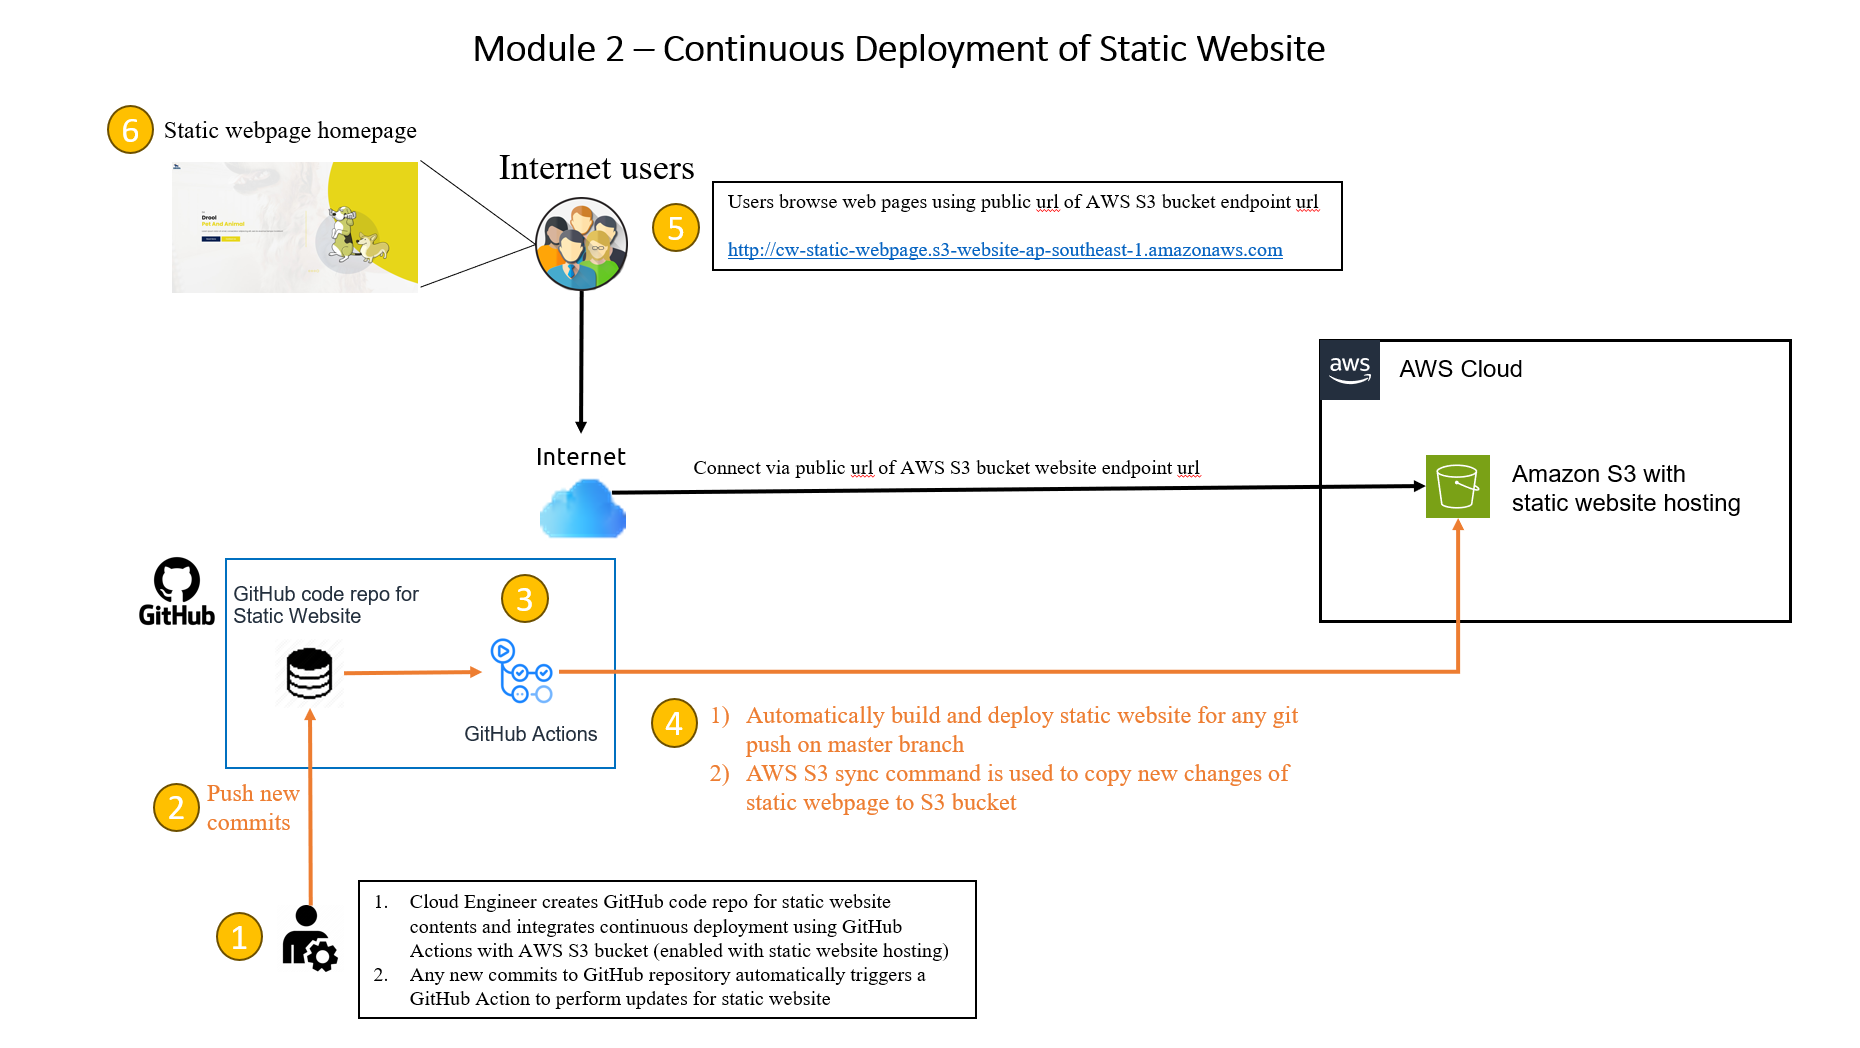 Module 2 – Continuous Deployment of Static Website
6
Static webpage homepage
Drool
Pet And Animal
Internet users
5
Users browse web pages using public url of AWS S3 bucket endpoint url
http://cw-static-webpage.s3-website-ap-southeast-1.amazonaws.com
aws
AWS Cloud
Internet
Connect via public url of AWS S3 bucket website endpoint url
Amazon S3 with
static website hosting
GitHub
GitHub code repo for
Static Website
3
GitHub Actions
4
1) Automatically build and deploy static website for any git
push on master branch
2) AWS S3 sync command is used to copy new changes of
static webpage to S3 bucket
2
Push new
commits
1
1. Cloud Engineer creates GitHub code repo for static website
contents and integrates continuous deployment using GitHub
Actions with AWS S3 bucket (enabled with static website hosting)
2. Any new commits to GitHub repository automatically triggers a
GitHub Action to perform updates for static website